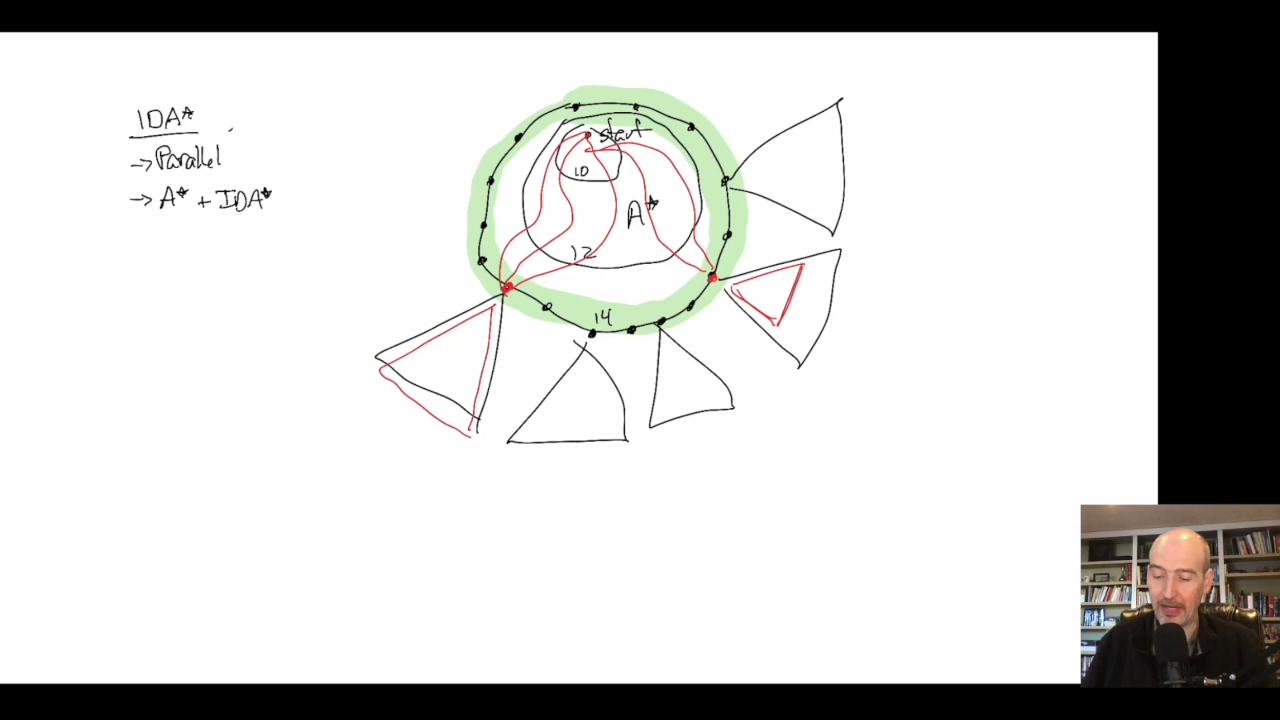 IDA*
→ Parallel
→ A* + IDA*
start
10
A*
12
14